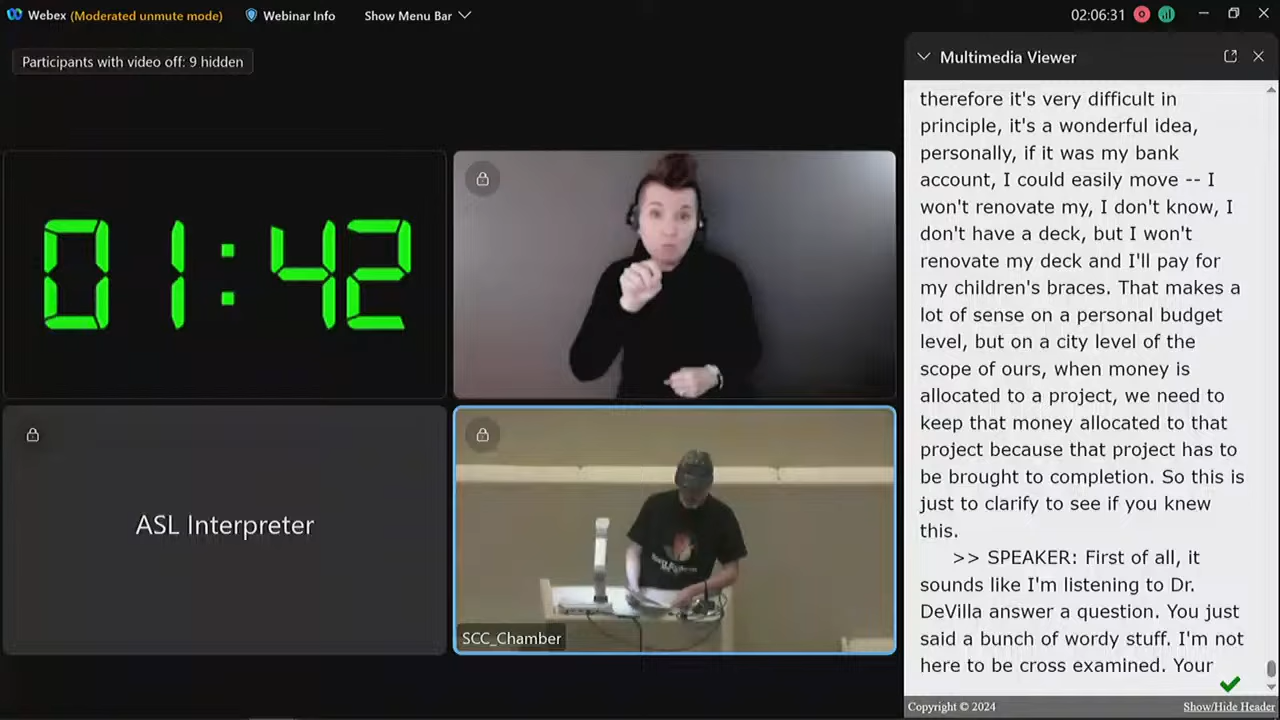 Webex (Moderated unmute mode) Webinar Info Show Menu Bar 02:06:31
Participants with video off: 9 hidden
01:42
ASL Interpreter
SCC_Chamber
Multimedia Viewer
therefore it's very difficult in
principle, it's a wonderful idea,
personally, if it was my bank
account, I could easily move -- I
won't renovate my, I don't know, I
don't have a deck, but I won't
renovate my deck and I'll pay for
my children's braces. That makes a
lot of sense on a personal budget
level, but on a city level of the
scope of ours, when money is
allocated to a project, we need to
keep that money allocated to that
project because that project has to
be brought to completion. So this is
just to clarify to see if you knew
this.
>> SPEAKER: First of all, it
sounds like I'm listening to Dr.
DeVilla answer a question. You just
said a bunch of wordy stuff. I'm not
here to be cross examined. Your
Copyright © 2024 Show/Hide Header